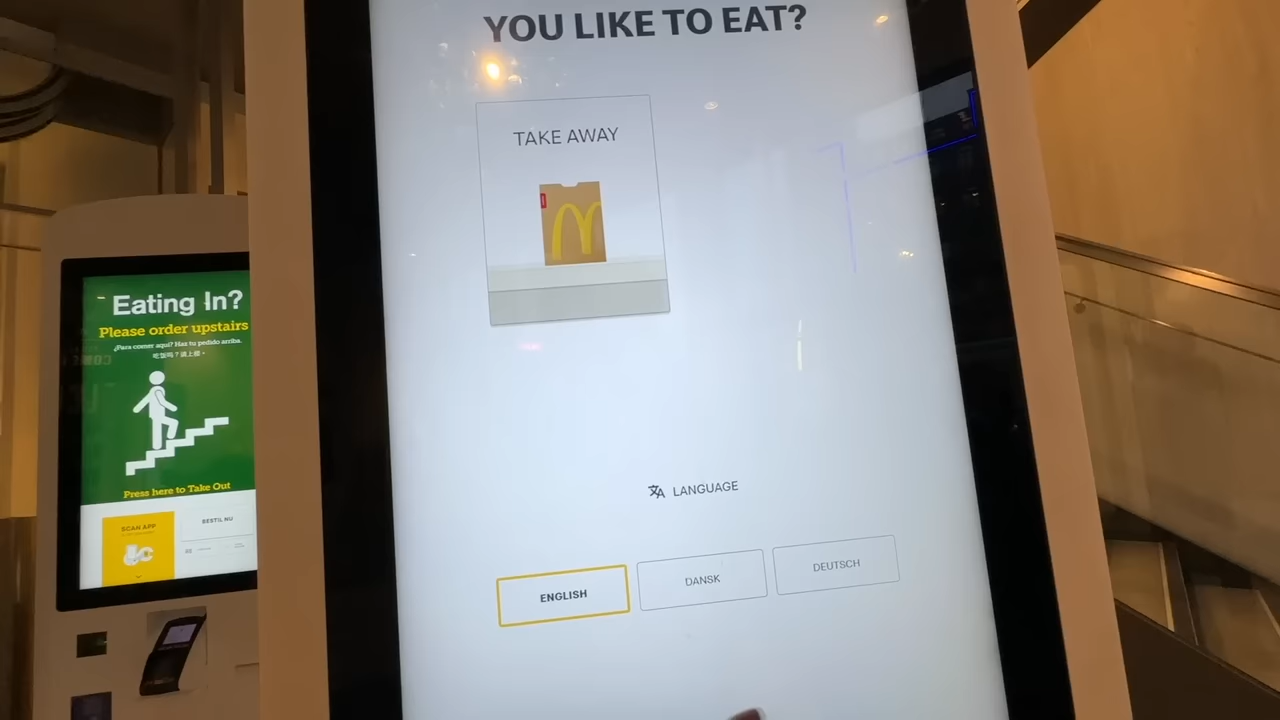 YOU LIKE TO EAT?
TAKE AWAY
LANGUAGE
ENGLISH
DANSK
DEUTSCH
Eating In?
Please order upstairs
¿Para comer aquí? Haz tu pedido arriba.
Press here to Take Out
SCAN APP
BESTIL NU